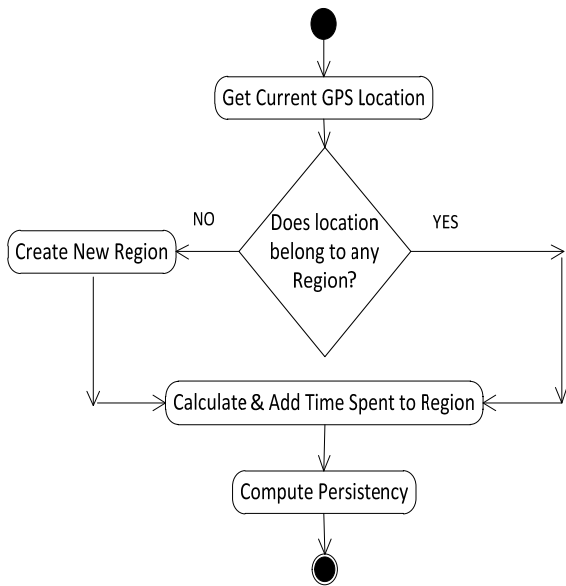 Get Current GPS Location
NO
Does location
YES
belong to any
Create New Region
Region?
Calculate & Add Time Spent to Region
Compute Persistency